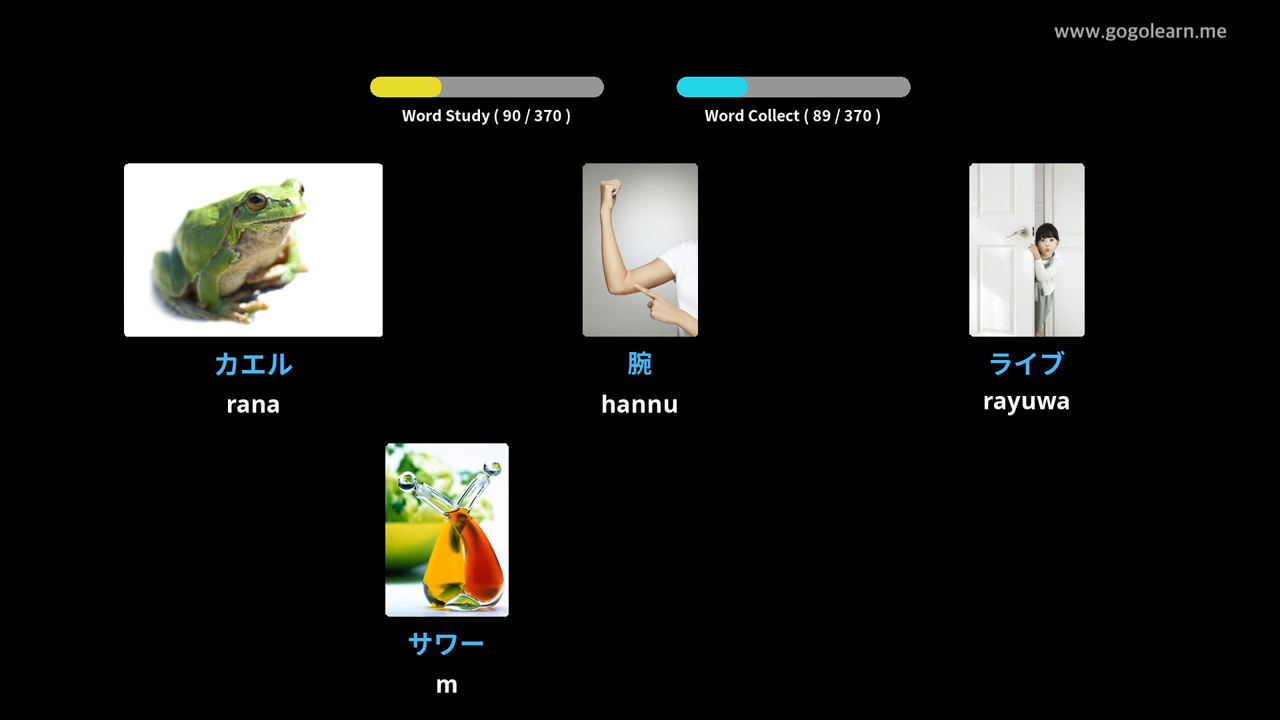 www.gogolearn.me
Word Study ( 90 / 370 )
Word Collect ( 89 / 370 )
カエル
rana
腕
hannu
ライブ
rayuwa
サワー
m